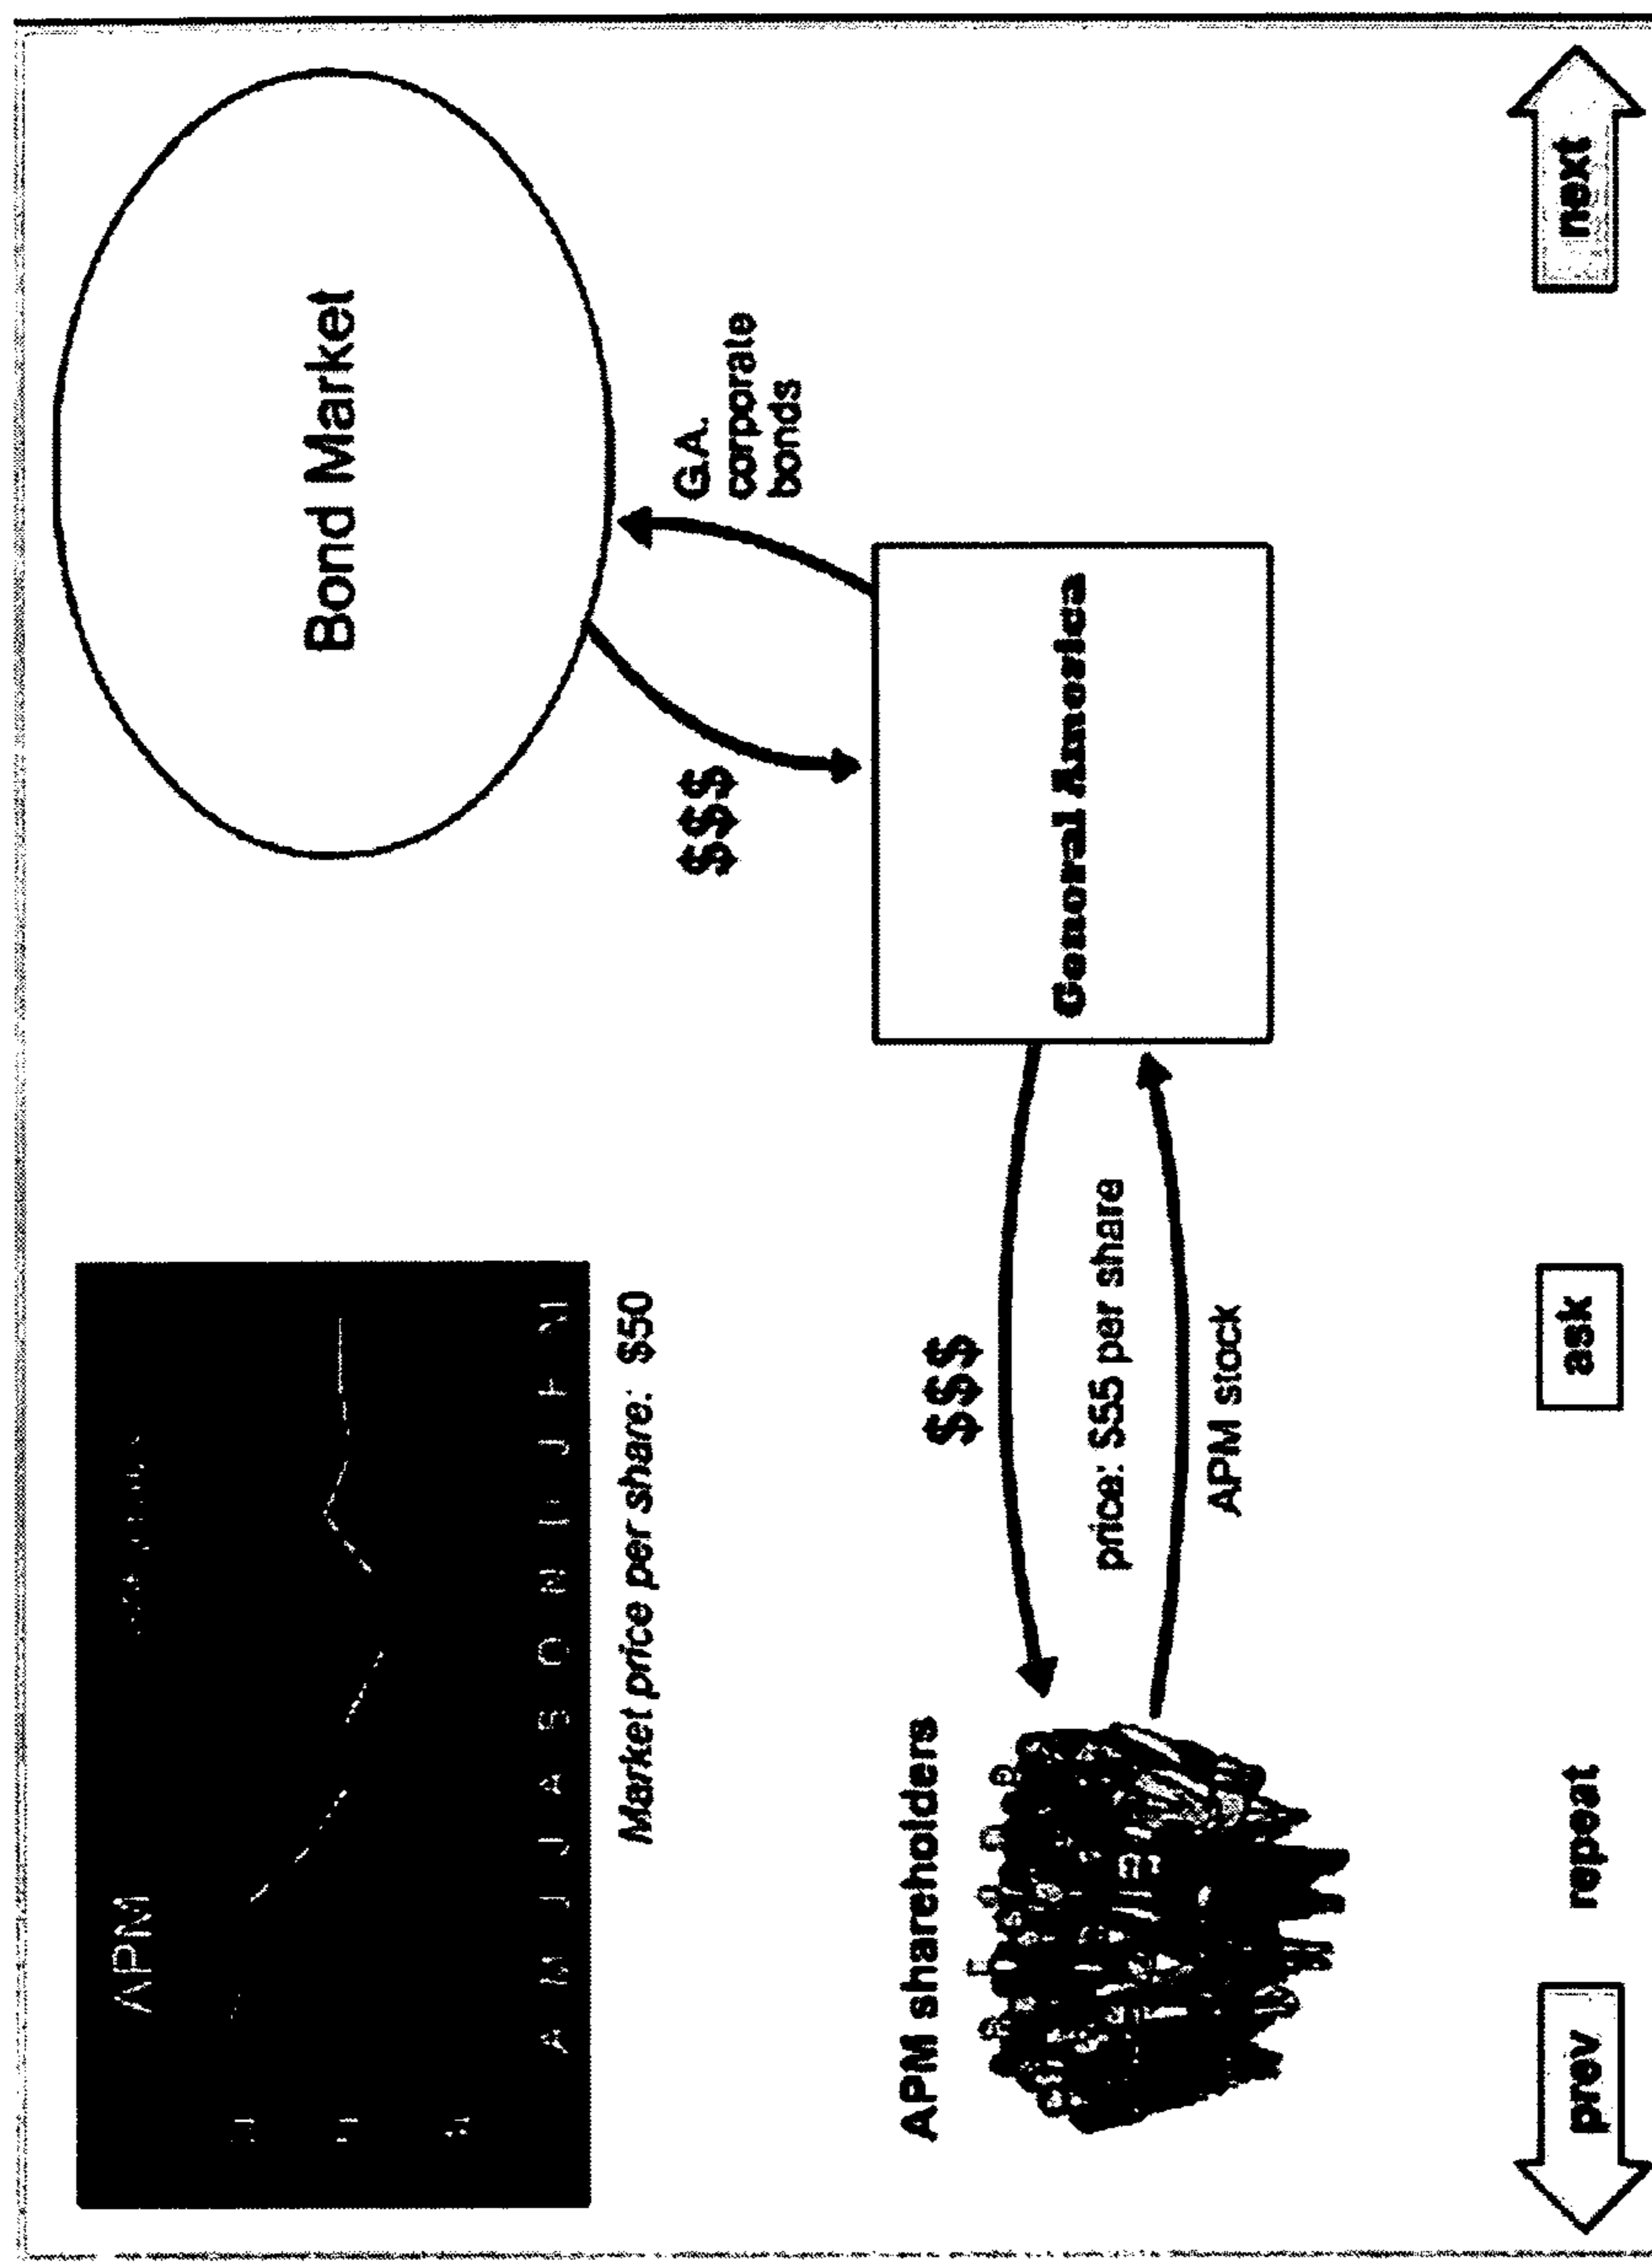 APM
A M J J A S O N D J F M
Market price per share: $50
Bond Market
$$$
G.A.
corporate
bonds
APM shareholders
$$$
price: $55 per share
APM stock
General Amosica
prev
repeat
ask
next